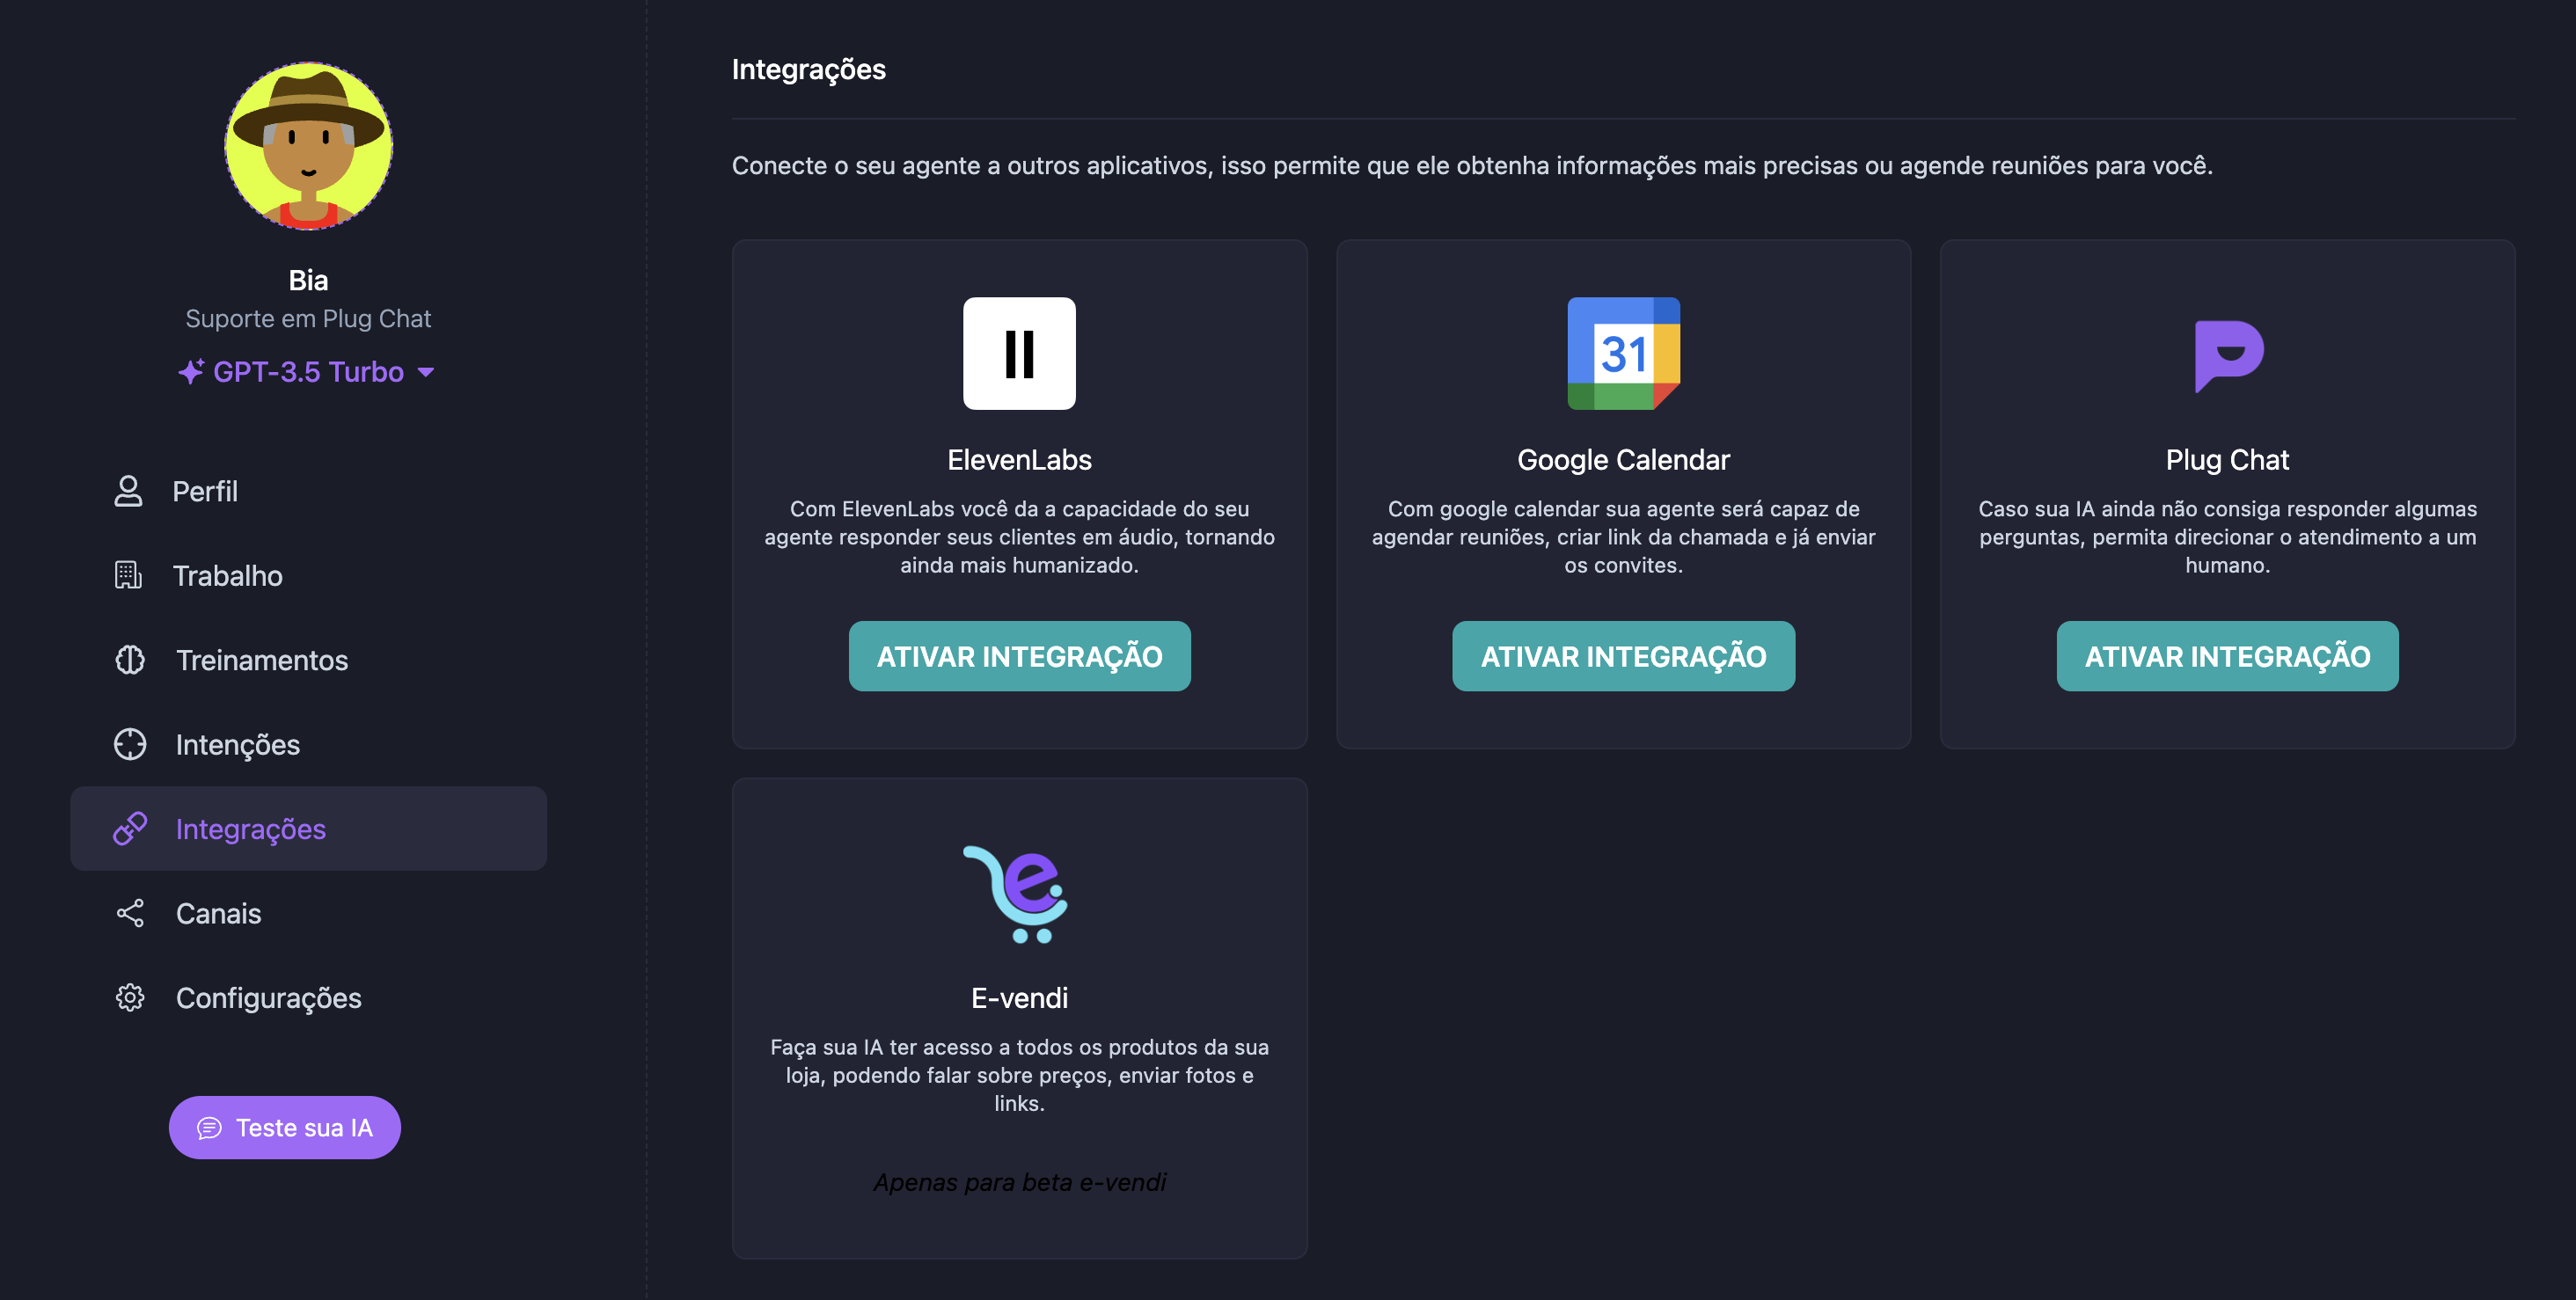 Bia
Suporte em Plug Chat
GPT-3.5 Turbo
Perfil
Trabalho
Treinamentos
Intenções
Integrações
Canais
Configurações
Teste sua IA
Integrações
Conecte o seu agente a outros aplicativos, isso permite que ele obtenha informações mais precisas ou agende reuniões para você.
ElevenLabs
Com ElevenLabs você da a capacidade do seu
agente responder seus clientes em áudio, tornando
ainda mais humanizado.
ATIVAR INTEGRAÇÃO
31
Google Calendar
Com google calendar sua agente será capaz de
agendar reuniões, criar link da chamada e já enviar
os convites.
ATIVAR INTEGRAÇÃO
Plug Chat
Caso sua IA ainda não consiga responder algumas
perguntas, permita direcionar o atendimento a um
humano.
ATIVAR INTEGRAÇÃO
E-vendi
Faça sua IA ter acesso a todos os produtos da sua
loja, podendo falar sobre preços, enviar fotos e
links.
Apenas para beta e-vendi